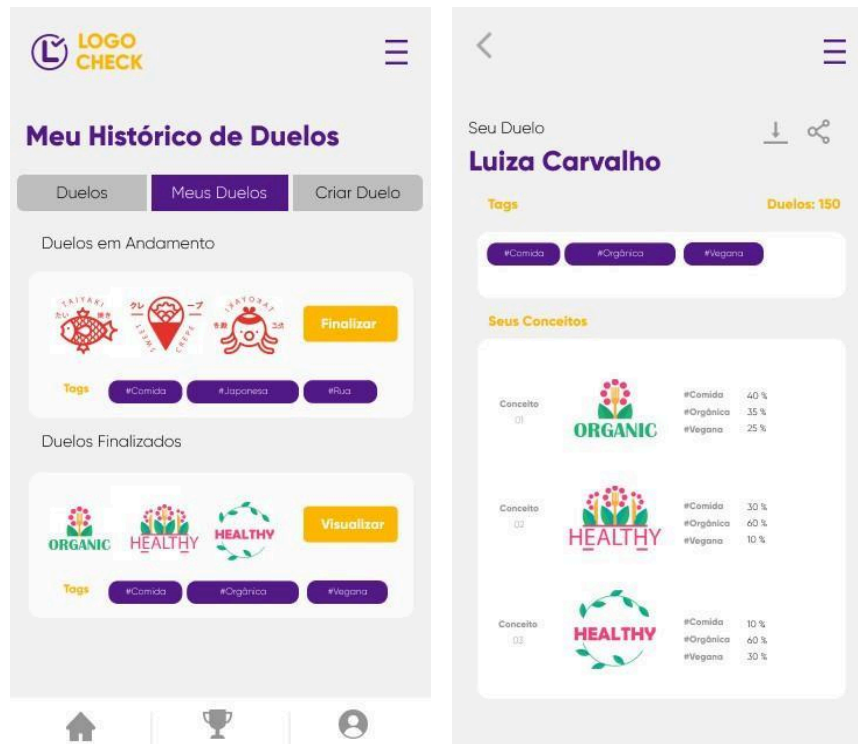 LOGO
CHECK
Meu Histórico de Duelos
Duelos Meus Duelos Criar Duelo
Duelos em Andamento
TAIYAKI
クレ ープ
SWEET CREPE
Finalizar
Tags #Comida #Japonesa #Rua
Duelos Finalizados
ORGANIC HEALTHY HEALTHY Visualizar
Tags #Comida #Orgânica #Vegana
Seu Duelo
Luiza Carvalho
Tags Duelos: 150
#Comida #Orgânica #Vegana
Seus Conceitos
Conceito
01
ORGANIC
#Comida 40 %
#Orgânica 35 %
#Vegana 25 %
Conceito
02
HEALTHY
#Comida 30 %
#Orgânica 60 %
#Vegana 10 %
Conceito
03
HEALTHY
#Comida 10 %
#Orgânica 60 %
#Vegana 30 %